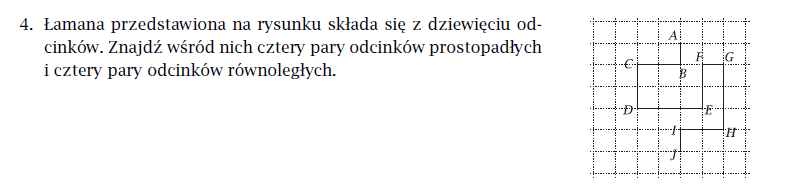 4. Łamana przedstawiona na rysunku składa się z dziewięciu od-
cinków. Znajdź wśród nich cztery pary odcinków prostopadłych
i cztery pary odcinków równoległych.
A
F G
C
B
D E
I H
J